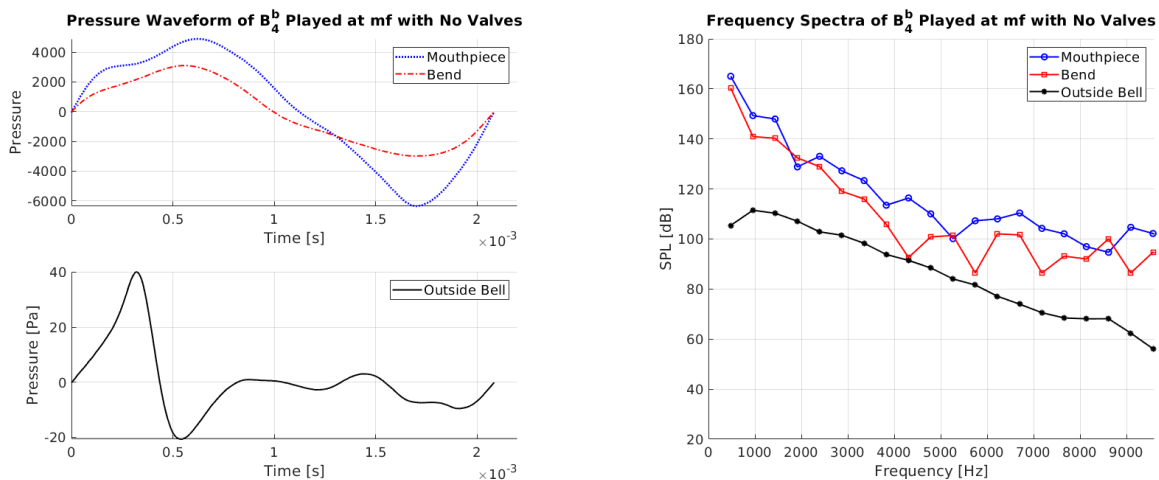 Pressure Waveform of B♭4 Played at mf with No Valves
4000
2000
0
-2000
-4000
-6000
Pressure
Mouthpiece
Bend
0
0.5
1
1.5
2
Time [s]
×10-3
40
20
0
-20
Pressure [Pa]
Outside Bell
0
0.5
1
1.5
2
Time [s]
×10-3
Frequency Spectra of B♭4 Played at mf with No Valves
180
160
140
120
100
80
60
40
20
SPL [dB]
Mouthpiece
Bend
Outside Bell
0
1000
2000
3000
4000
5000
6000
7000
8000
9000
Frequency [Hz]